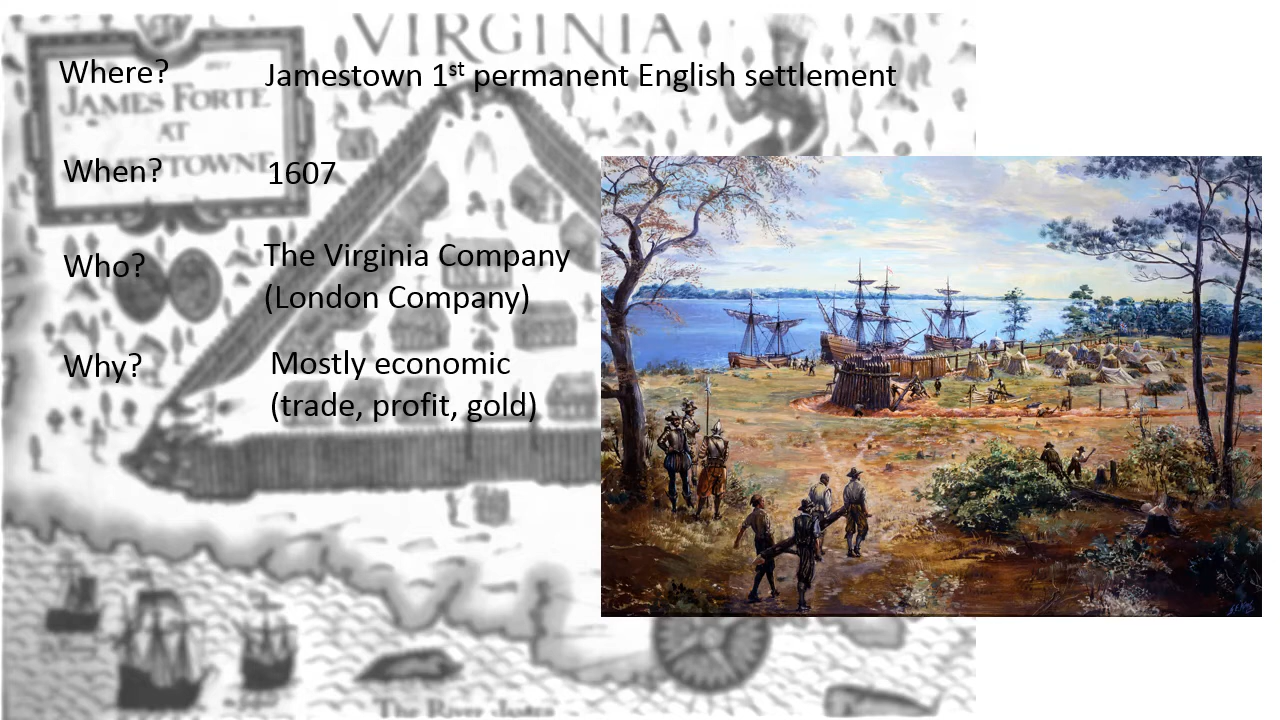 VIRGINIA
Where?
Jamestown 1st permanent English settlement
JAMES FORTE
AT
TOWNE
When?
1607
Who?
The Virginia Company
(London Company)
Why?
Mostly economic
(trade, profit, gold)
The River James